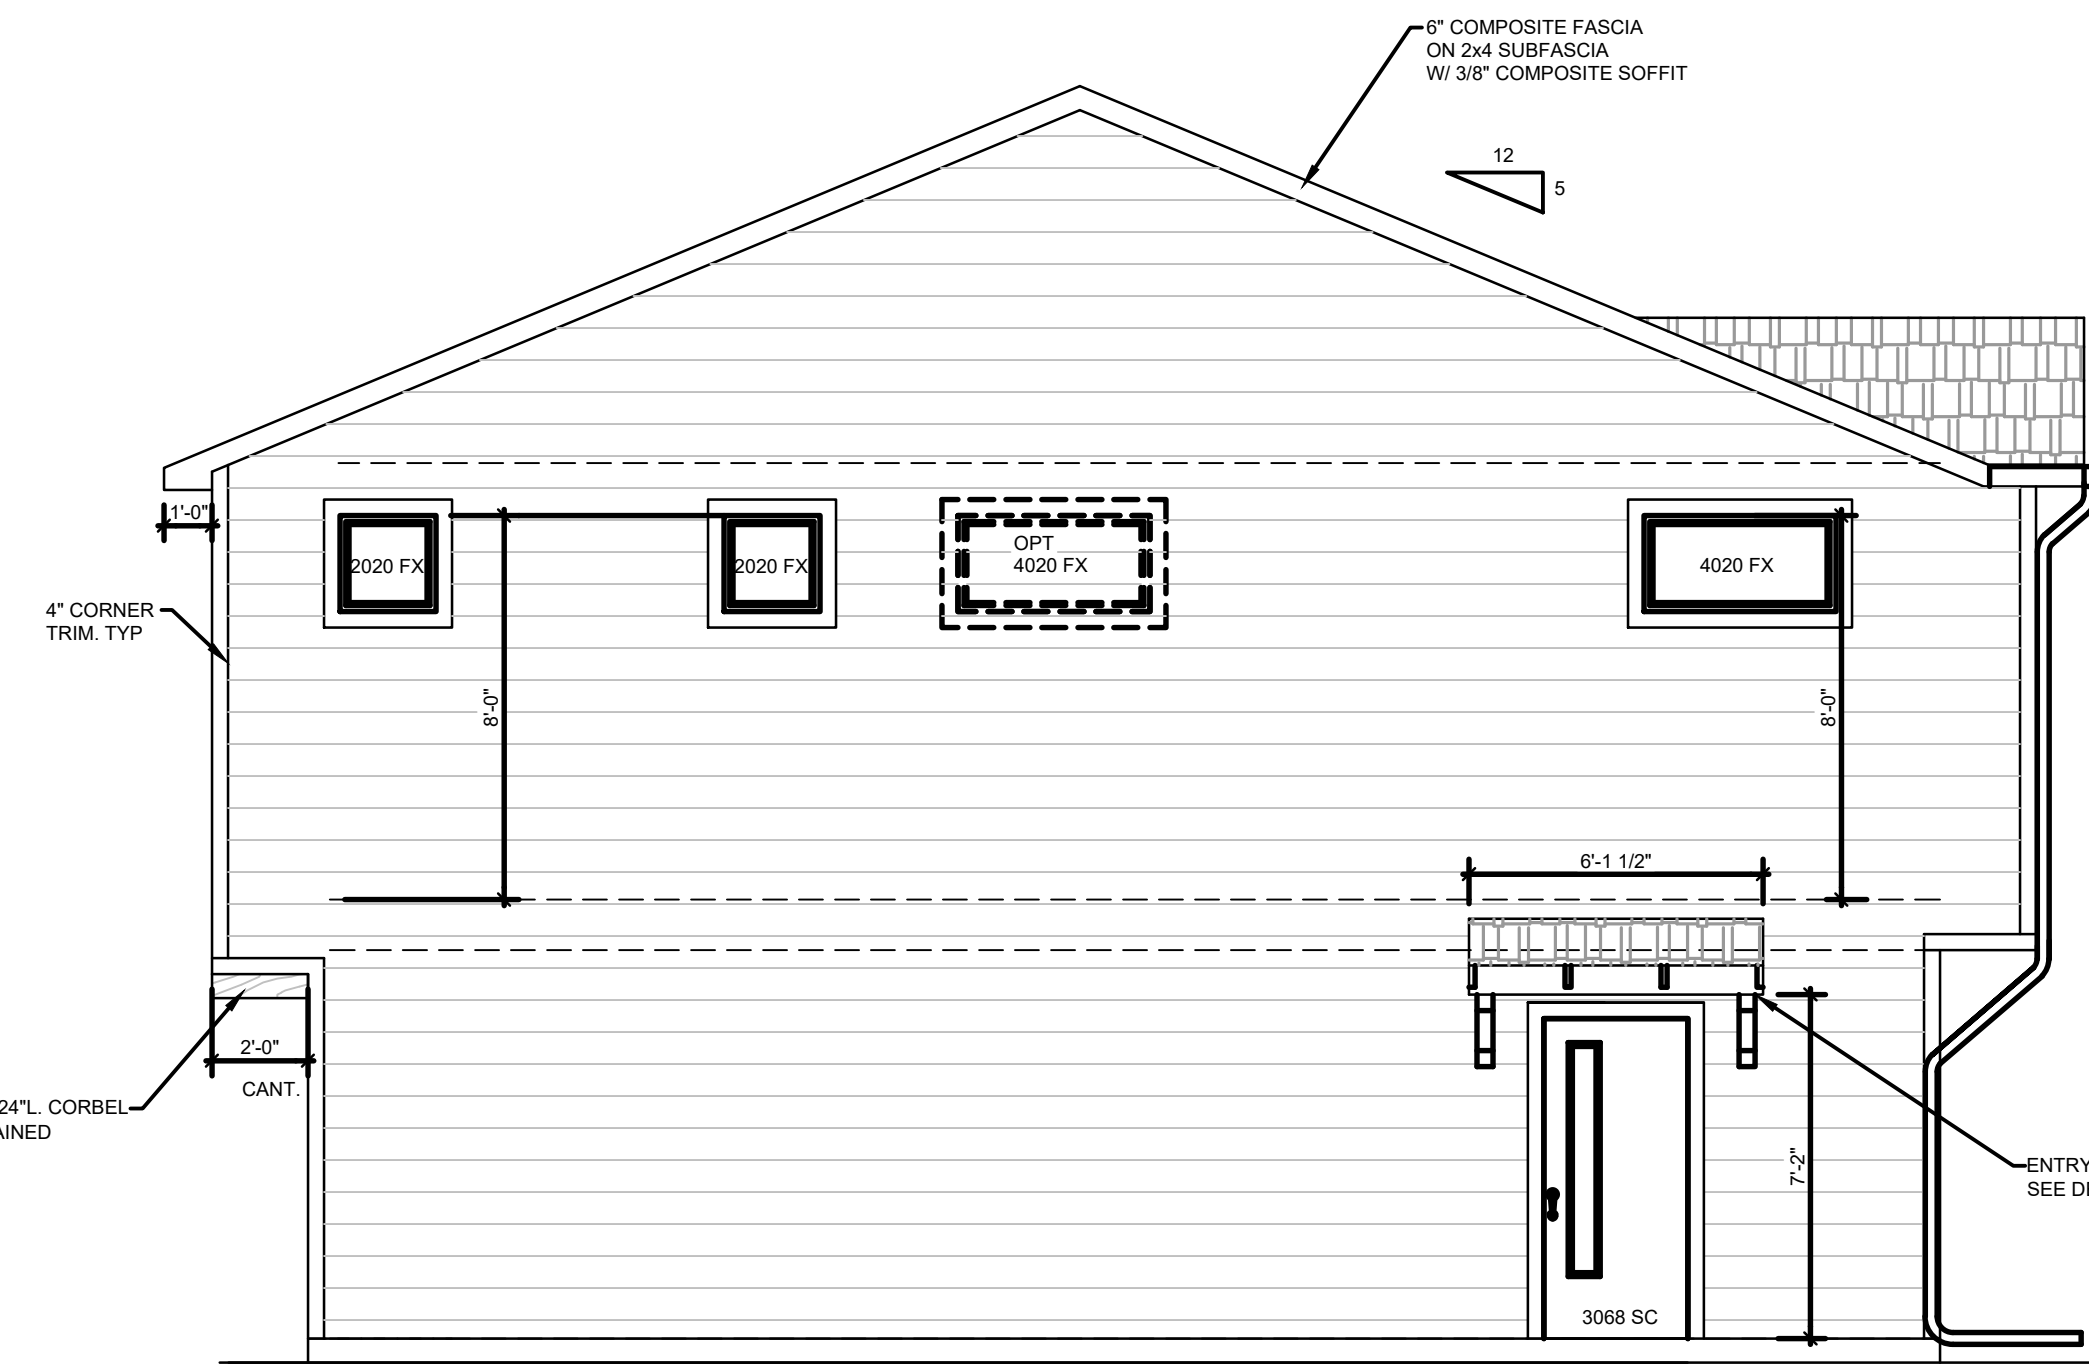 6" COMPOSITE FASCIA
ON 2x4 SUBFASCIA
W/ 3/8" COMPOSITE SOFFIT
12
5
1'-0"
2020 FX
2020 FX
OPT
4020 FX
4020 FX
4" CORNER
TRIM. TYP
8'-0"
8'-0"
6'-1 1/2"
2'-0"
CANT.
24"L. CORBEL
AINED
7'-2"
ENTRY
SEE DE
3068 SC